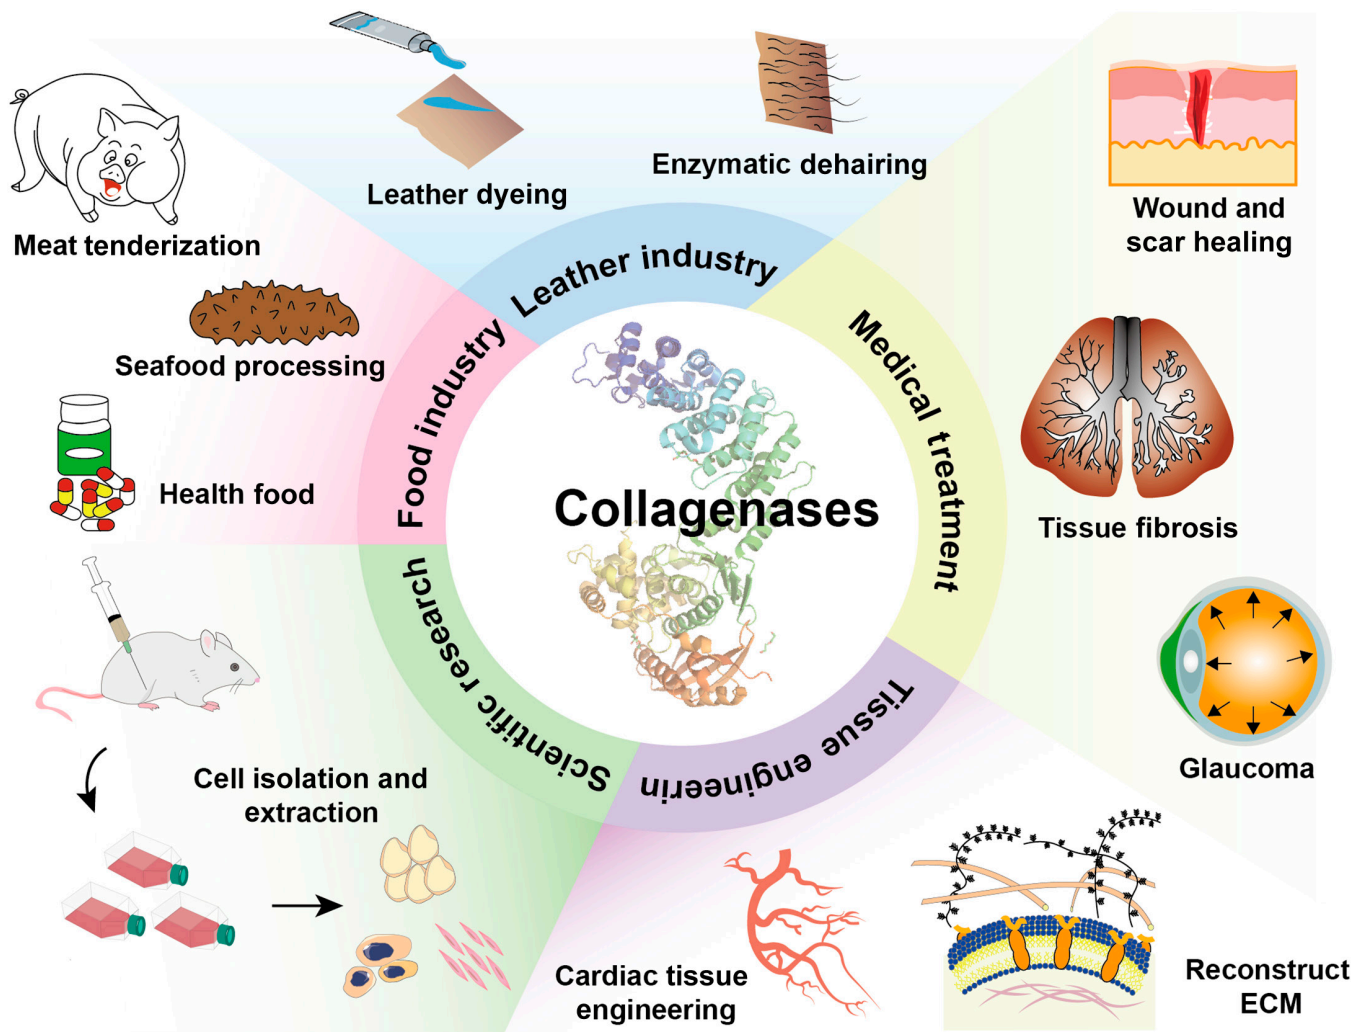 Leather dyeing
Enzymatic dehairing
Wound and
scar healing
Meat tenderization
Leather industry
Seafood processing
Food industry
Medical treatment
Health food
Collagenases
Tissue fibrosis
Scientific research
Tissue engineerin
Glaucoma
Cell isolation and
extraction
Cardiac tissue
engineering
Reconstruct
ECM